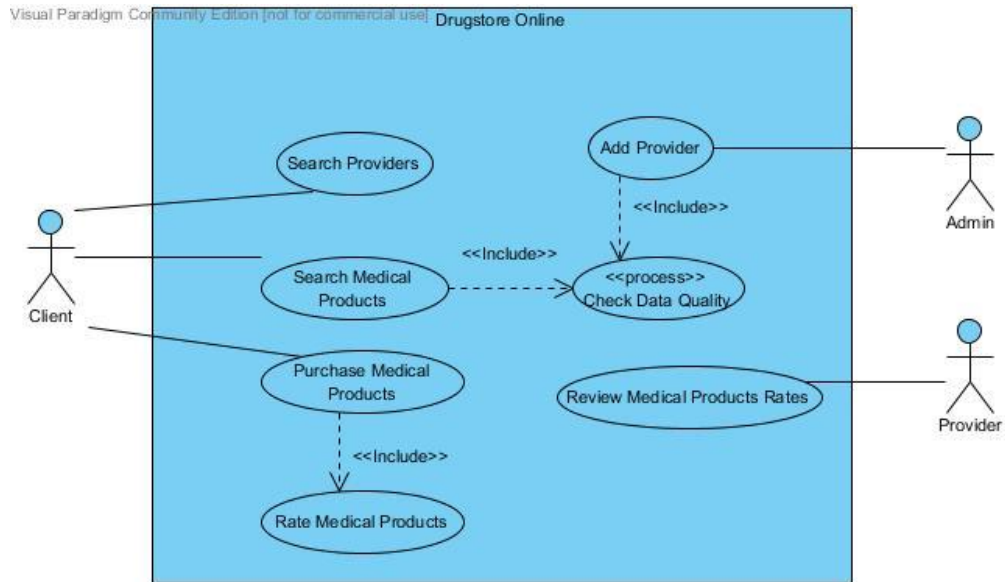 Visual Paradigm Community Edition [not for commercial use]
Drugstore Online
Search Providers
Add Provider
<<Include>>
Admin
<<Include>>
Search Medical
Products
<<process>>
Check Data Quality
Client
Purchase Medical
Products
Review Medical Products Rates
Provider
<<Include>>
Rate Medical Products